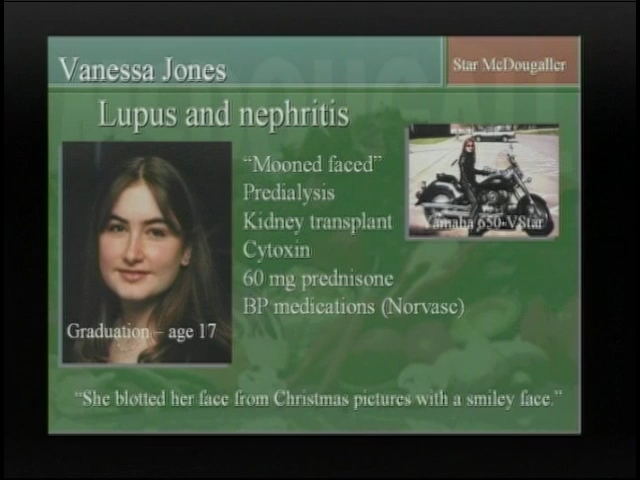 Vanessa Jones
Star McDougaller
Lupus and nephritis
"Mooned faced"
Predialysis
Kidney transplant
Cytoxin
60 mg prednisone
BP medications (Norvasc)
Yamaha 650 VStar
Graduation – age 17
"She blotted her face from Christmas pictures with a smiley face."